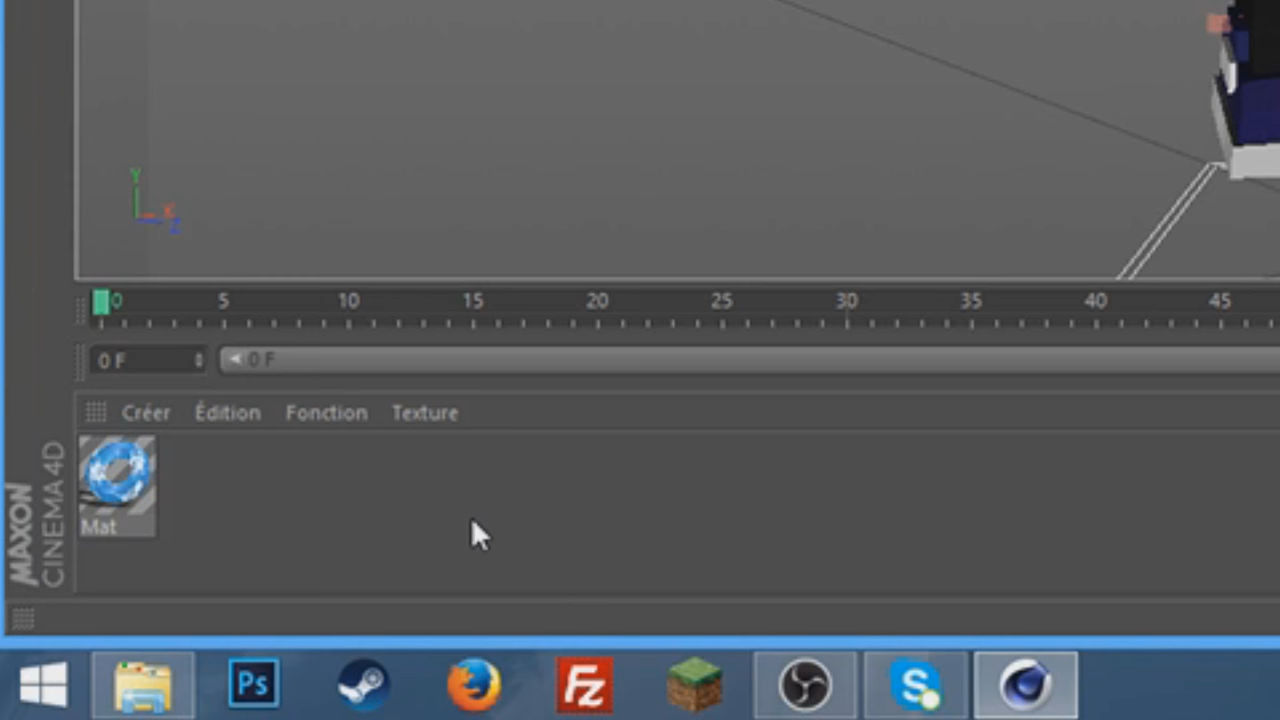 Y
X
Z
0 5 10 15 20 25 30 35 40 45
0 F 0 F
Créer Édition Fonction Texture
Mat
MAXON
CINEMA 4D
Ps Fz S